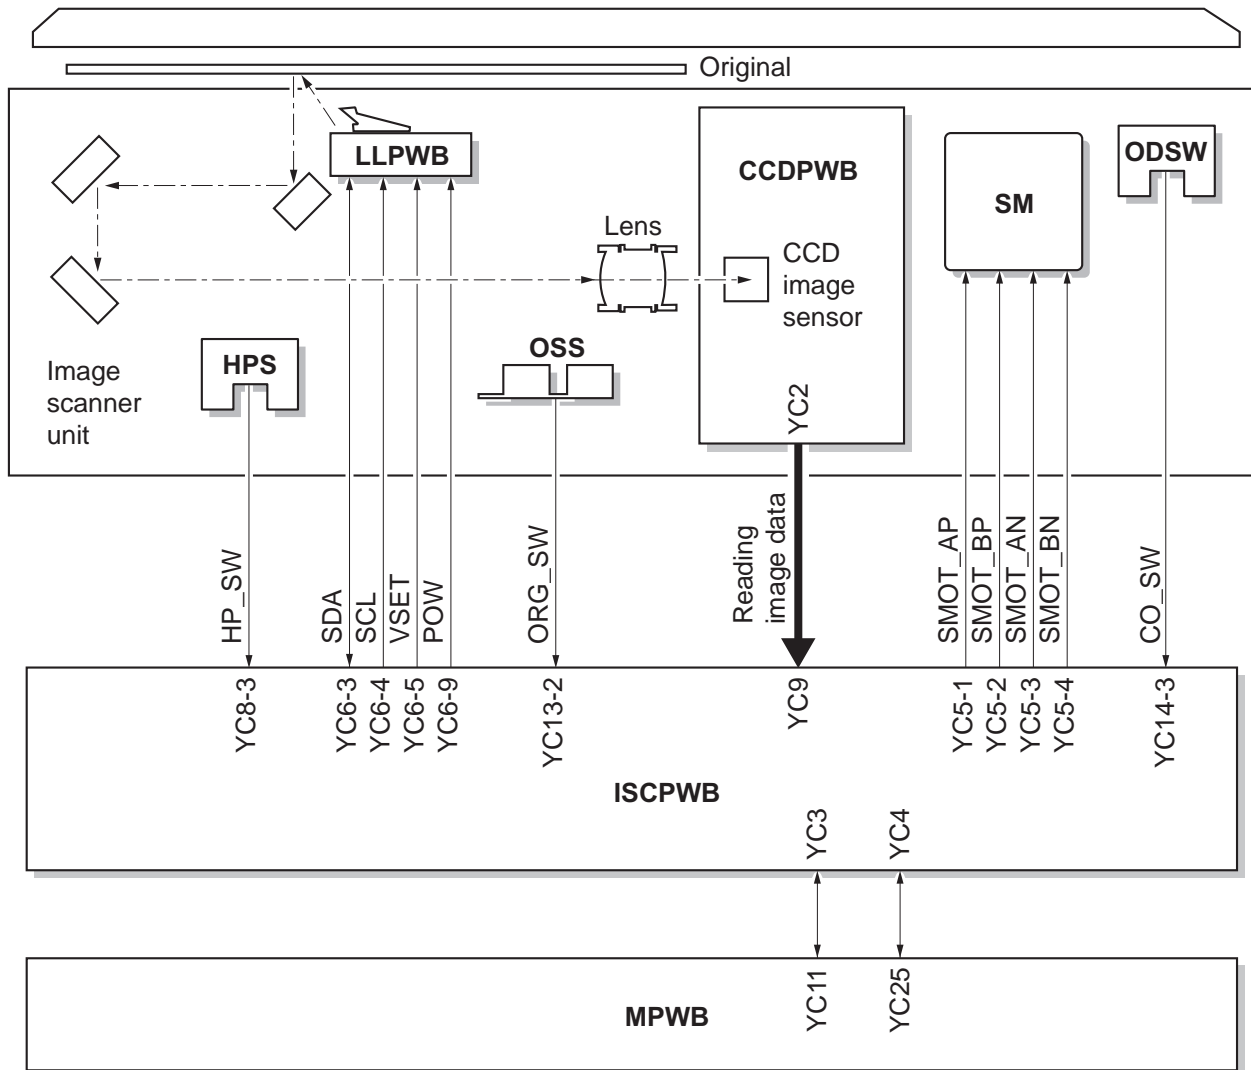 Original
LLPWB
CCDPWB
SM
ODSW
Lens
CCD
image
sensor
Image
scanner
unit
HPS
OSS
YC2
HP_SW
SDA
SCL
VSET
POW
ORG_SW
Reading
image data
SMOT_AP
SMOT_BP
SMOT_AN
SMOT_BN
CO_SW
YC8-3
YC6-3
YC6-4
YC6-5
YC6-9
YC13-2
YC9
YC5-1
YC5-2
YC5-3
YC5-4
YC14-3
ISCPWB
YC3
YC4
YC11
YC25
MPWB